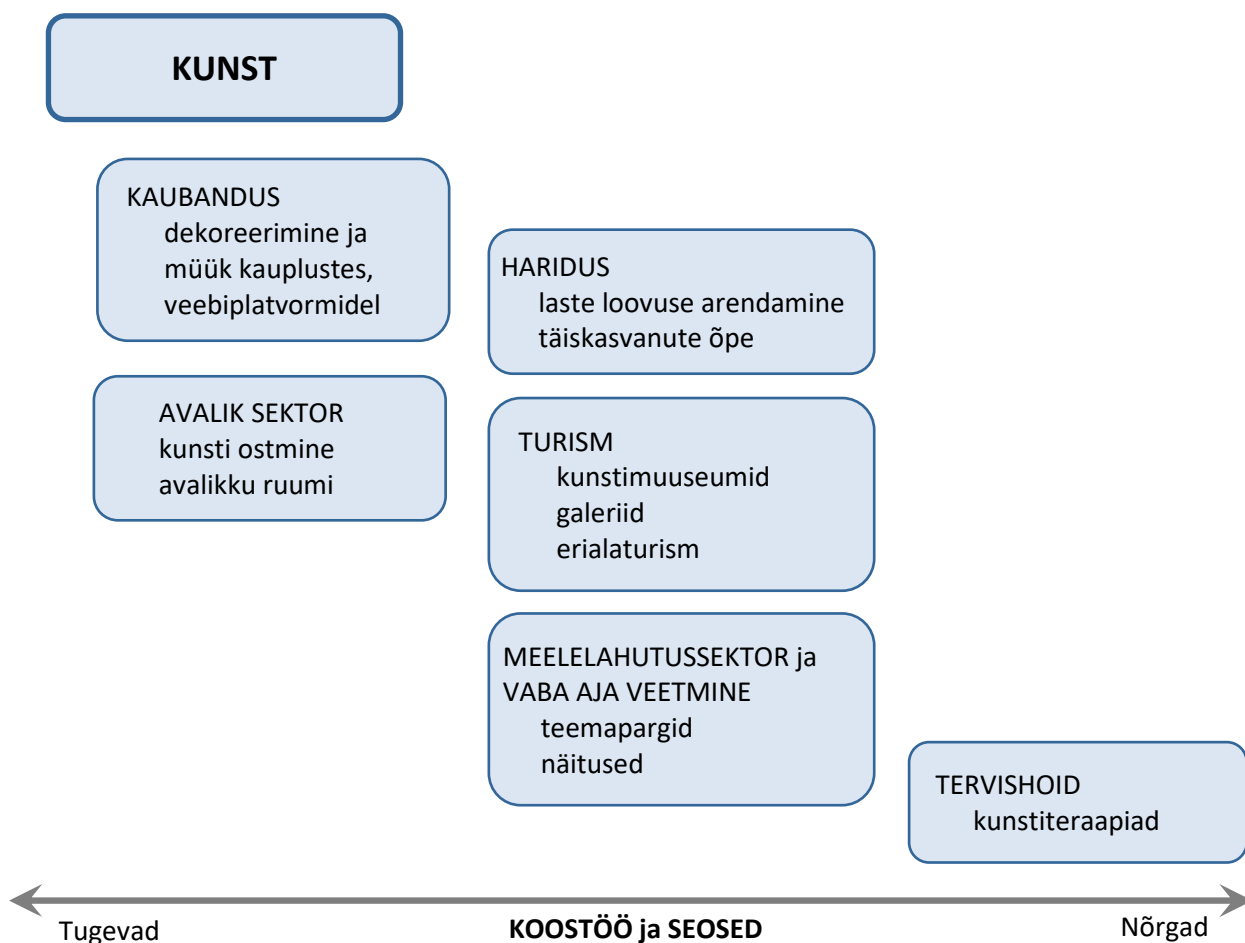 KUNST
KAUBANDUS
dekoreerimine ja
müük kauplustes,
veebiplatvormidel
HARIDUS
laste loovuse arendamine
täiskasvanute õpe
AVALIK SEKTOR
kunsti ostmine
avalikku ruumi
TURISM
kunstimuuseumid
galeriid
erialaturism
MEELELAHUTUSSEKTOR ja
VABA AJA VEETMINE
teemapargid
näitused
TERVISHOID
kunstiteraapiad
Tugevad
KOOSTÖÖ ja SEOSED
Nõrgad